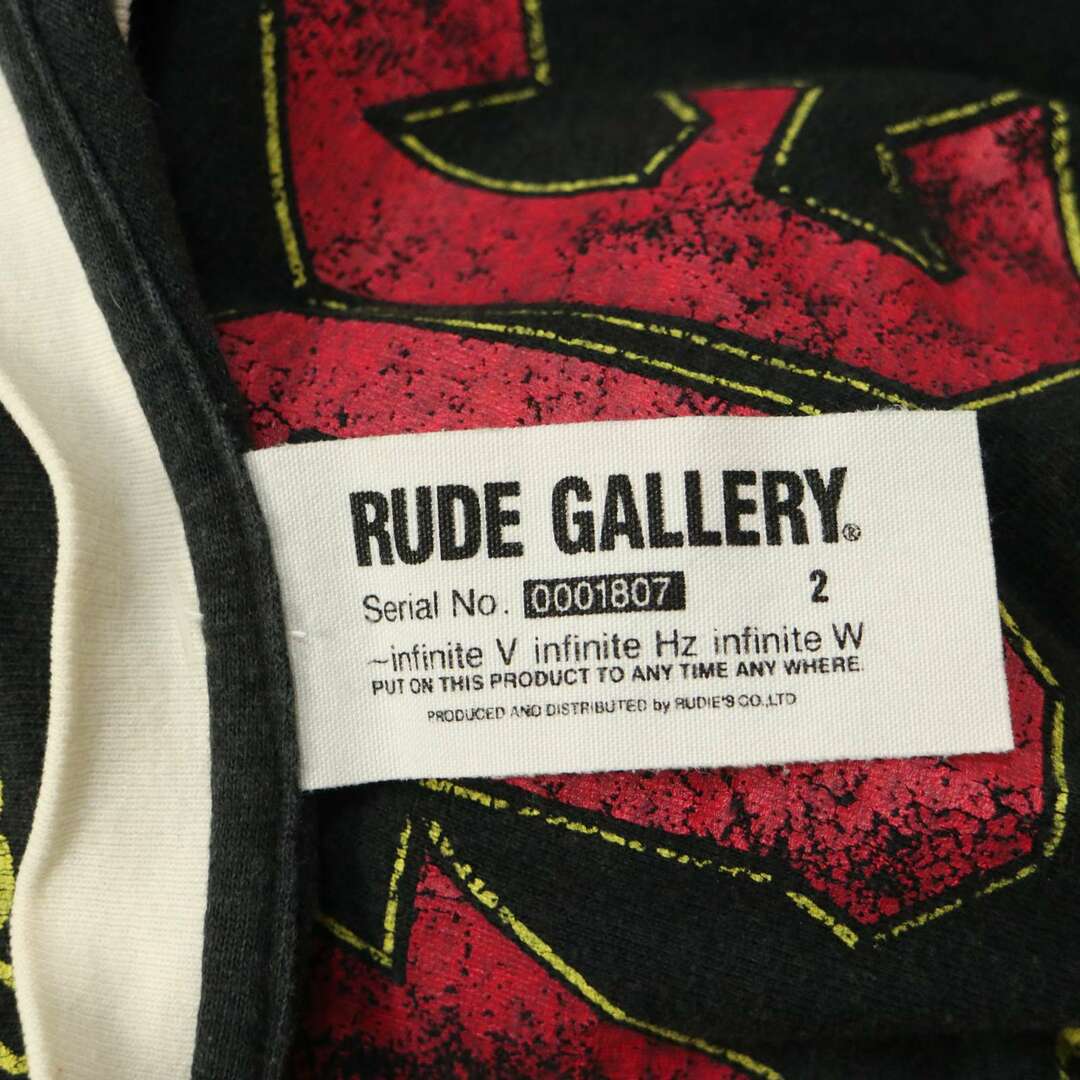 RUDE GALLERY®
Serial No. 0001807 2
~infinite V infinite Hz infinite W
PUT ON THIS PRODUCT TO ANY TIME ANY WHERE.
PRODUCED AND DISTRIBUTED by RUDIE'S CO.,LTD